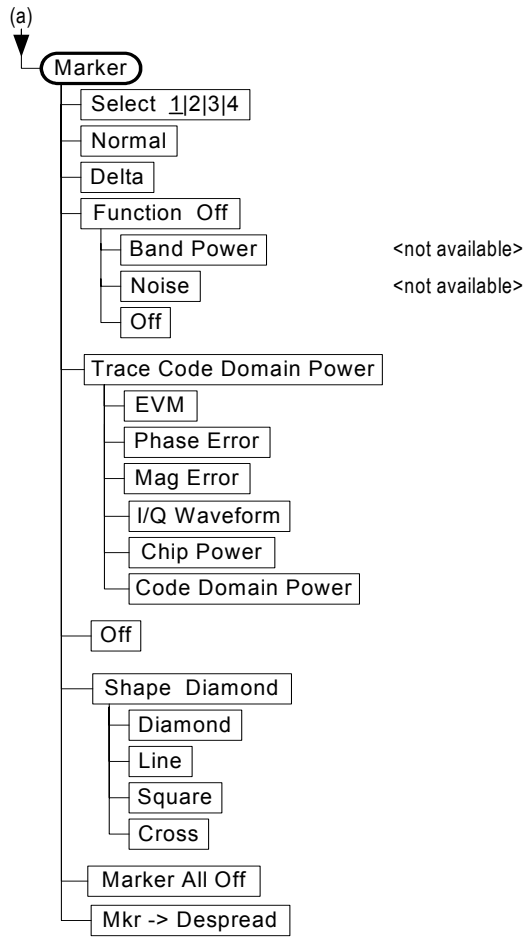 (a)
Marker
Select 1|2|3|4
Normal
Delta
Function Off
Band Power <not available>
Noise <not available>
Off
Trace Code Domain Power
EVM
Phase Error
Mag Error
I/Q Waveform
Chip Power
Code Domain Power
Off
Shape Diamond
Diamond
Line
Square
Cross
Marker All Off
Mkr -> Despread